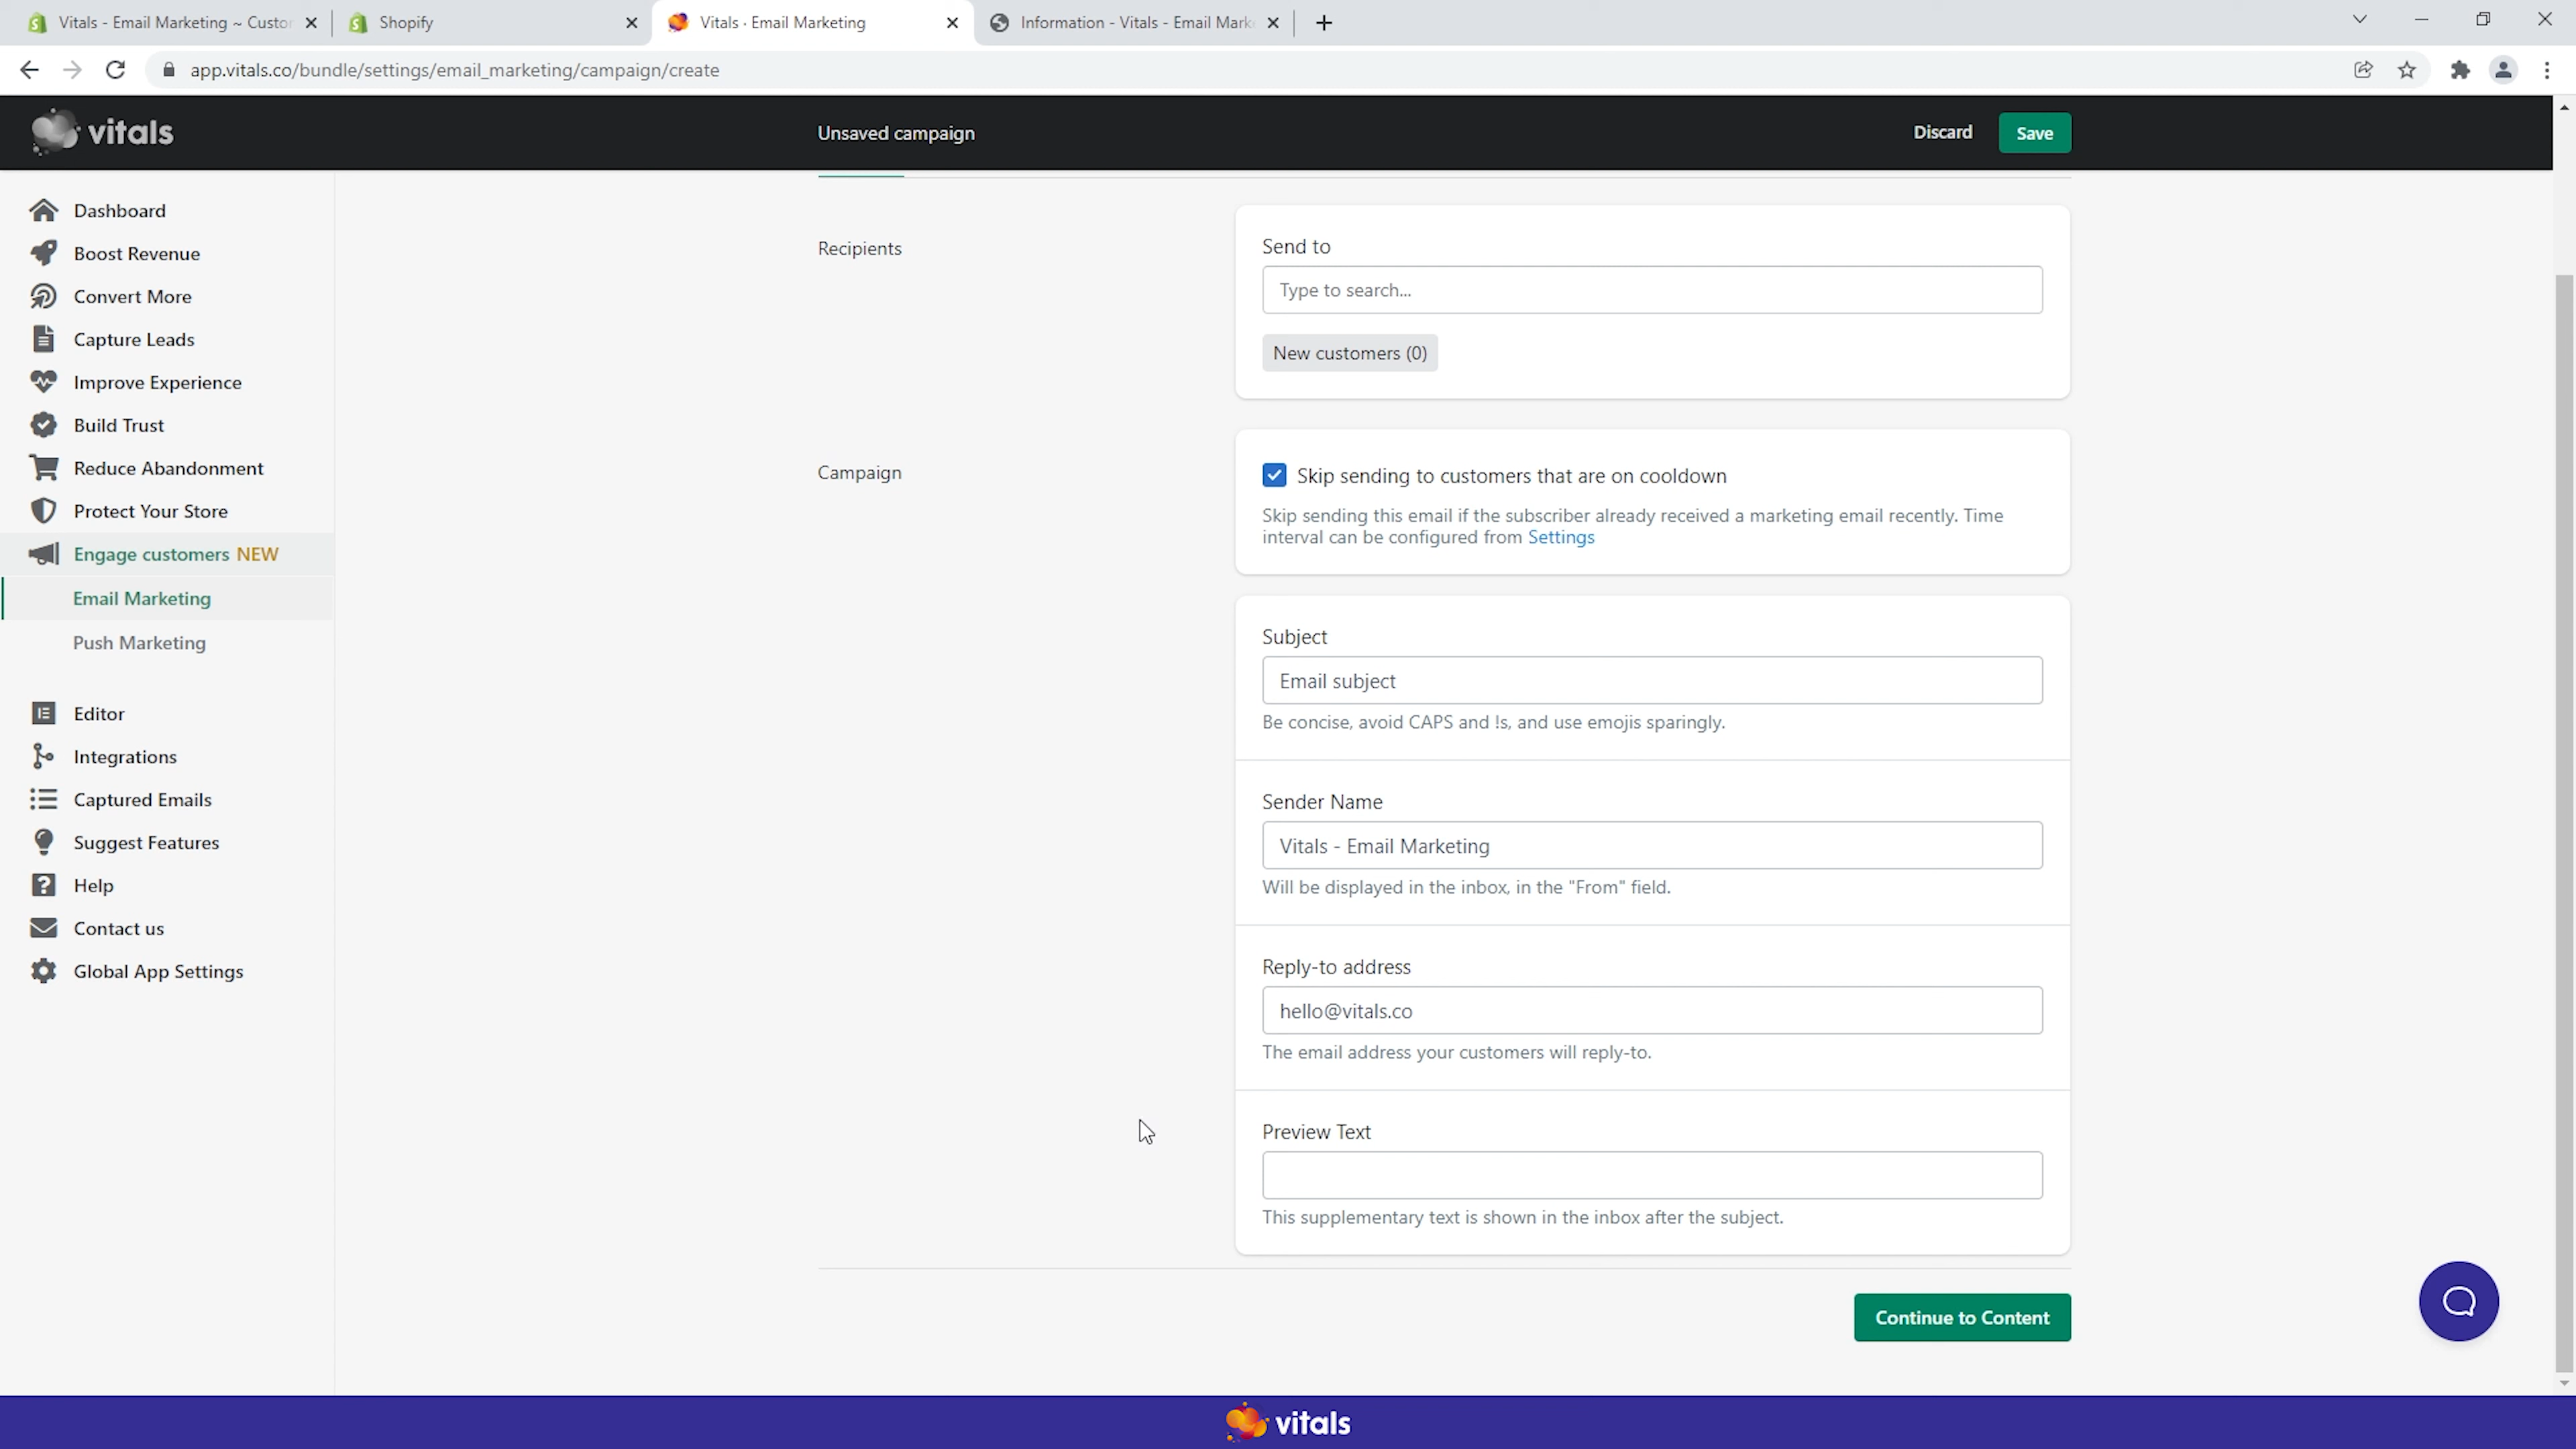 Vitals - Email Marketing ~ Custo
Shopify
Vitals · Email Marketing
Information - Vitals - Email Mark
app.vitals.co/bundle/settings/email_marketing/campaign/create
vitals
Unsaved campaign
Discard
Save
Dashboard
Boost Revenue
Convert More
Capture Leads
Improve Experience
Build Trust
Reduce Abandonment
Protect Your Store
Engage customers NEW
Email Marketing
Push Marketing
Editor
Integrations
Captured Emails
Suggest Features
Help
Contact us
Global App Settings
Recipients
Send to
Type to search...
New customers (0)
Campaign
Skip sending to customers that are on cooldown
Skip sending this email if the subscriber already received a marketing email recently. Time
interval can be configured from Settings
Subject
Email subject
Be concise, avoid CAPS and !s, and use emojis sparingly.
Sender Name
Vitals - Email Marketing
Will be displayed in the inbox, in the "From" field.
Reply-to address
hello@vitals.co
The email address your customers will reply-to.
Preview Text
This supplementary text is shown in the inbox after the subject.
Continue to Content
vitals